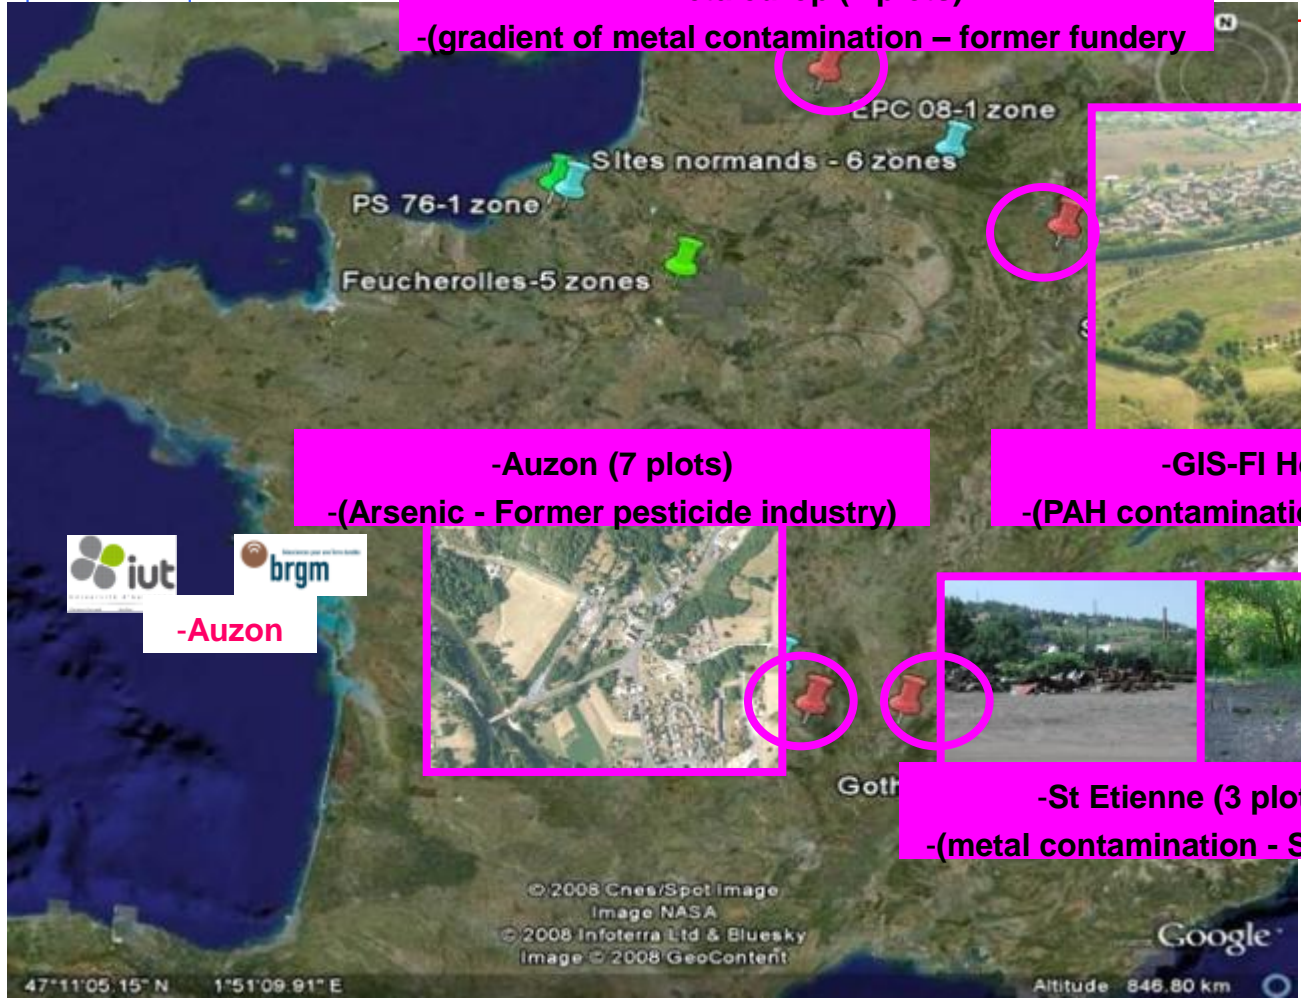 -(gradient of metal contamination – former fundery
N
EPC 08-1 zone
SItes normands - 6 zones
PS 76-1 zone
Feucherolles-5 zones
-Auzon (7 plots)
-(Arsenic - Former pesticide industry)
-GIS-FI
-(PAH
iut
brgm
-Auzon
-St Etienne (3
-(metal contamination -
© 2008 Cnes/Spot Image
Image NASA
© 2008 Infoterra Ltd & Bluesky
Image © 2008 GeoContent
Google
47°11'05.15" N 1°51'09.91" E
Altitude 846.80 km